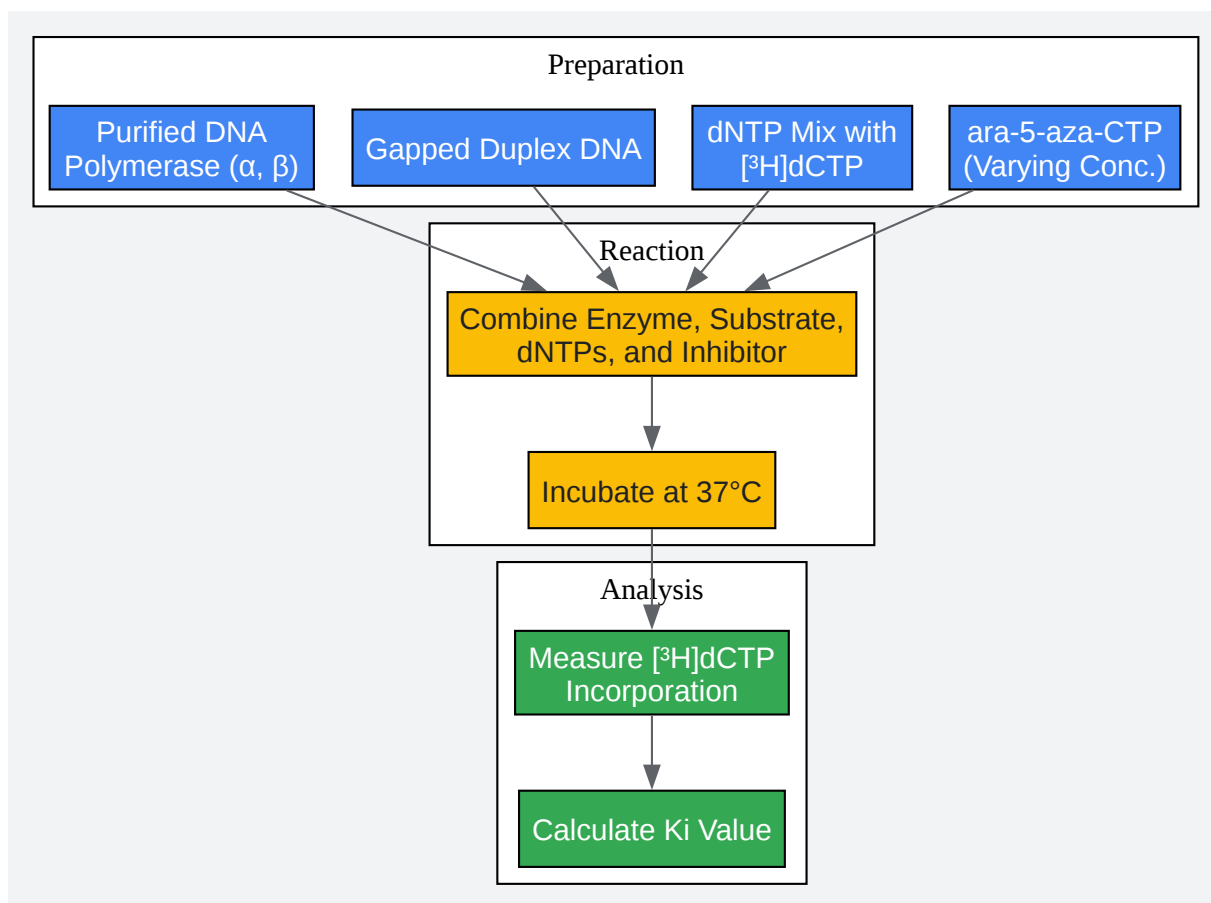 Preparation
Purified DNA
Polymerase (α, β)
Gapped Duplex DNA
dNTP Mix with
[³H]dCTP
ara-5-aza-CTP
(Varying Conc.)
Reaction
Combine Enzyme, Substrate,
dNTPs, and Inhibitor
Incubate at 37°C
Analysis
Measure [³H]dCTP
Incorporation
Calculate Ki Value